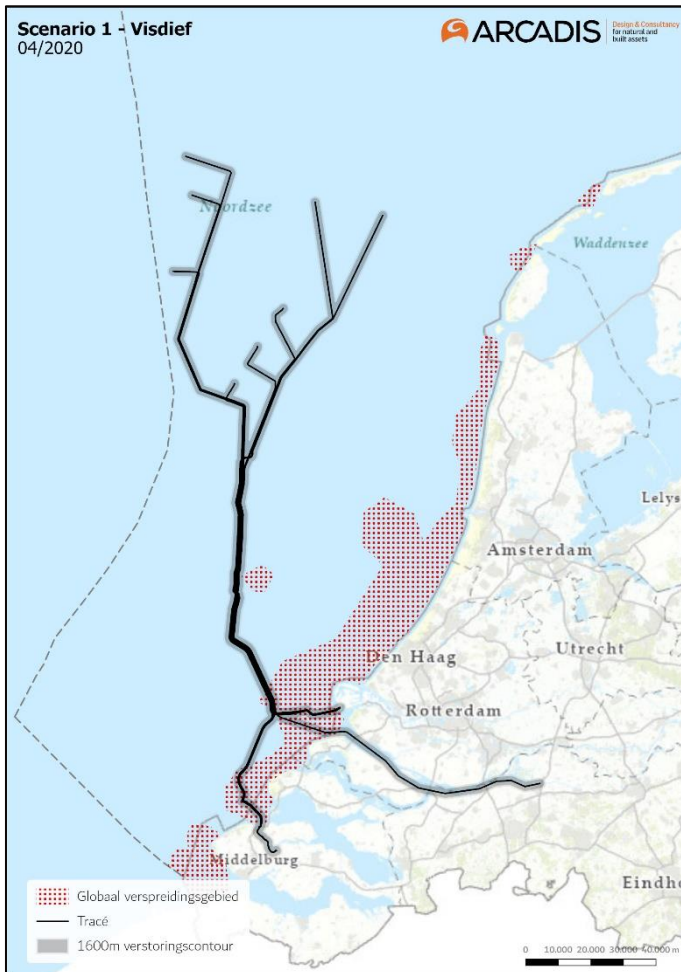 Scenario 1 - Visdief
04/2020
ARCADIS
Design & Consultancy
for natural and
built assets
Noordzee
Waddenzee
Lelys
Amsterdam
Utrecht
Den Haag
Rotterdam
Middelburg
Eindho
Globaal verspreidingsgebied
Tracé
1600m verstoringscontour
0 10.000 20.000 30.000 40.000 m